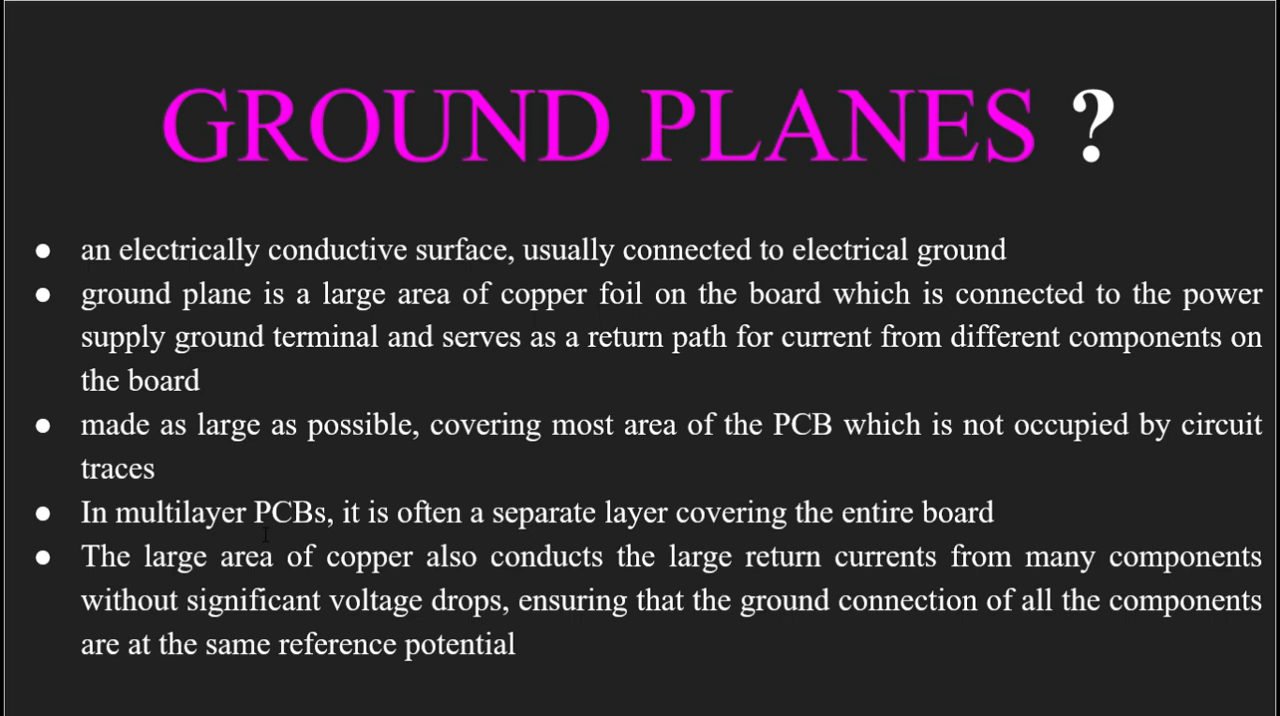 GROUND PLANES ?
● an electrically conductive surface, usually connected to electrical ground
● ground plane is a large area of copper foil on the board which is connected to the power
supply ground terminal and serves as a return path for current from different components on
the board
● made as large as possible, covering most area of the PCB which is not occupied by circuit
traces
● In multilayer PCBs, it is often a separate layer covering the entire board
● The large area of copper also conducts the large return currents from many components
without significant voltage drops, ensuring that the ground connection of all the components
are at the same reference potential